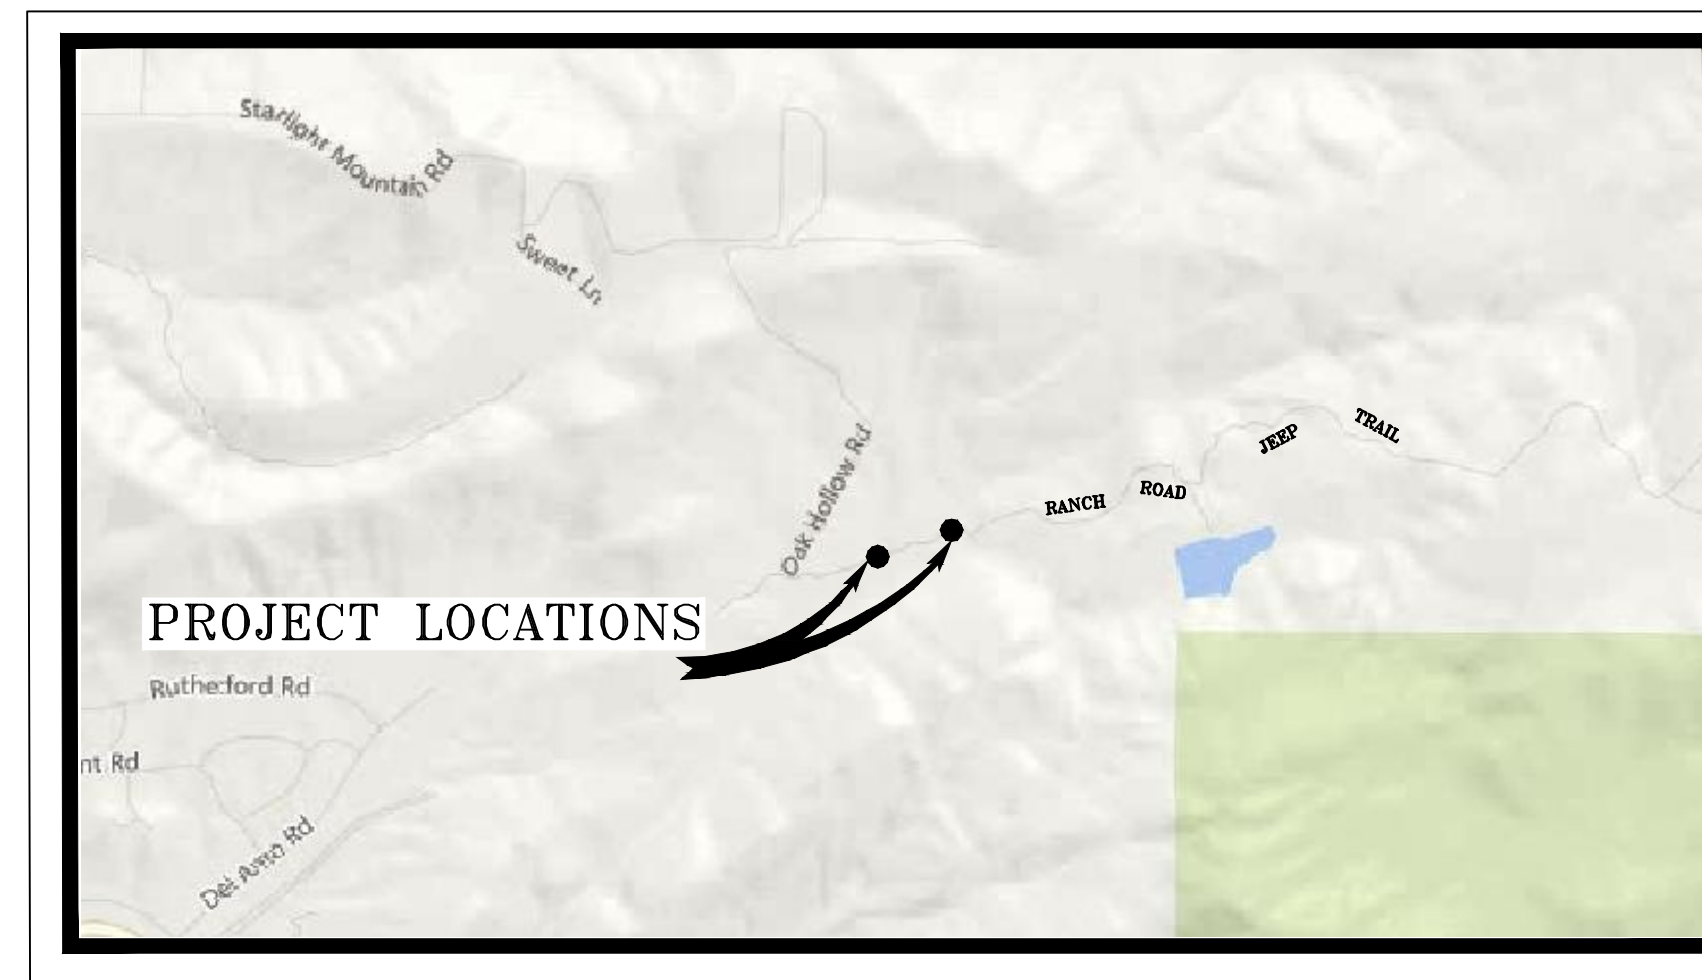 Starlight Mountain Rd
Sweet Ln
Oak Hollow Rd
JEEP TRAIL
RANCH ROAD
PROJECT LOCATIONS
Rutherford Rd
nt Rd
Del Amo Rd